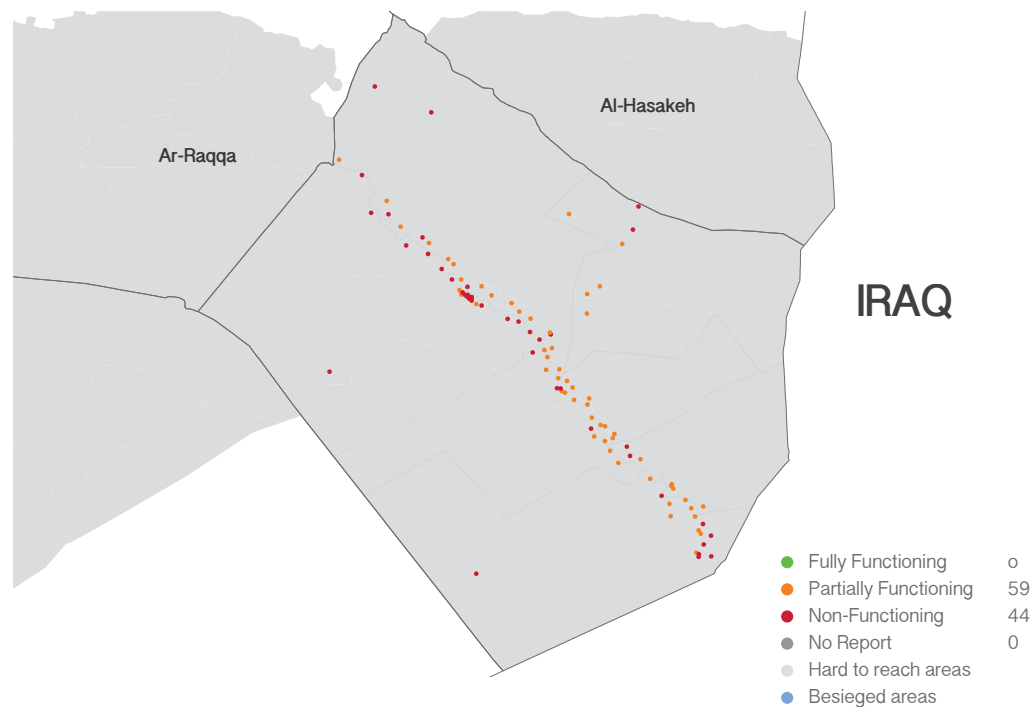 Al-Hasakeh
Ar-Raqqa
IRAQ
Fully Functioning o
Partially Functioning 59
Non-Functioning 44
No Report 0
Hard to reach areas
Besieged areas